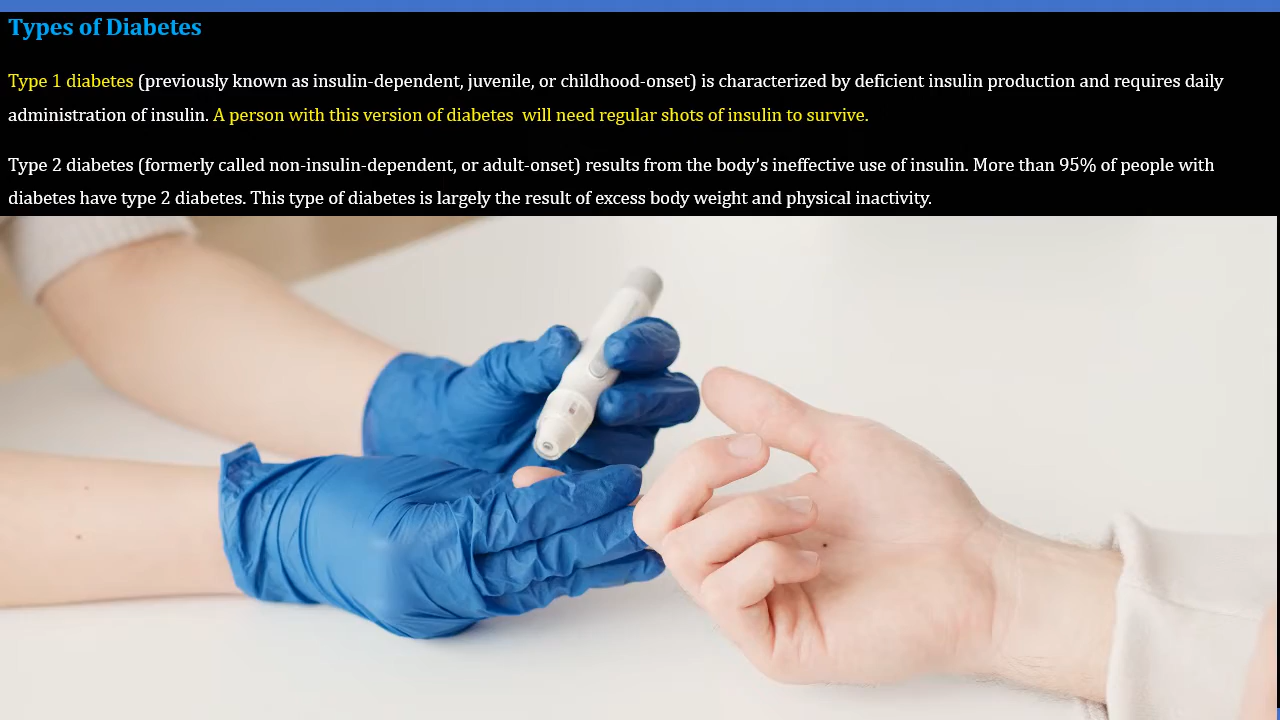 Types of Diabetes
Type 1 diabetes (previously known as insulin-dependent, juvenile, or childhood-onset) is characterized by deficient insulin production and requires daily
administration of insulin. A person with this version of diabetes  will need regular shots of insulin to survive.
Type 2 diabetes (formerly called non-insulin-dependent, or adult-onset) results from the body’s ineffective use of insulin. More than 95% of people with
diabetes have type 2 diabetes. This type of diabetes is largely the result of excess body weight and physical inactivity.